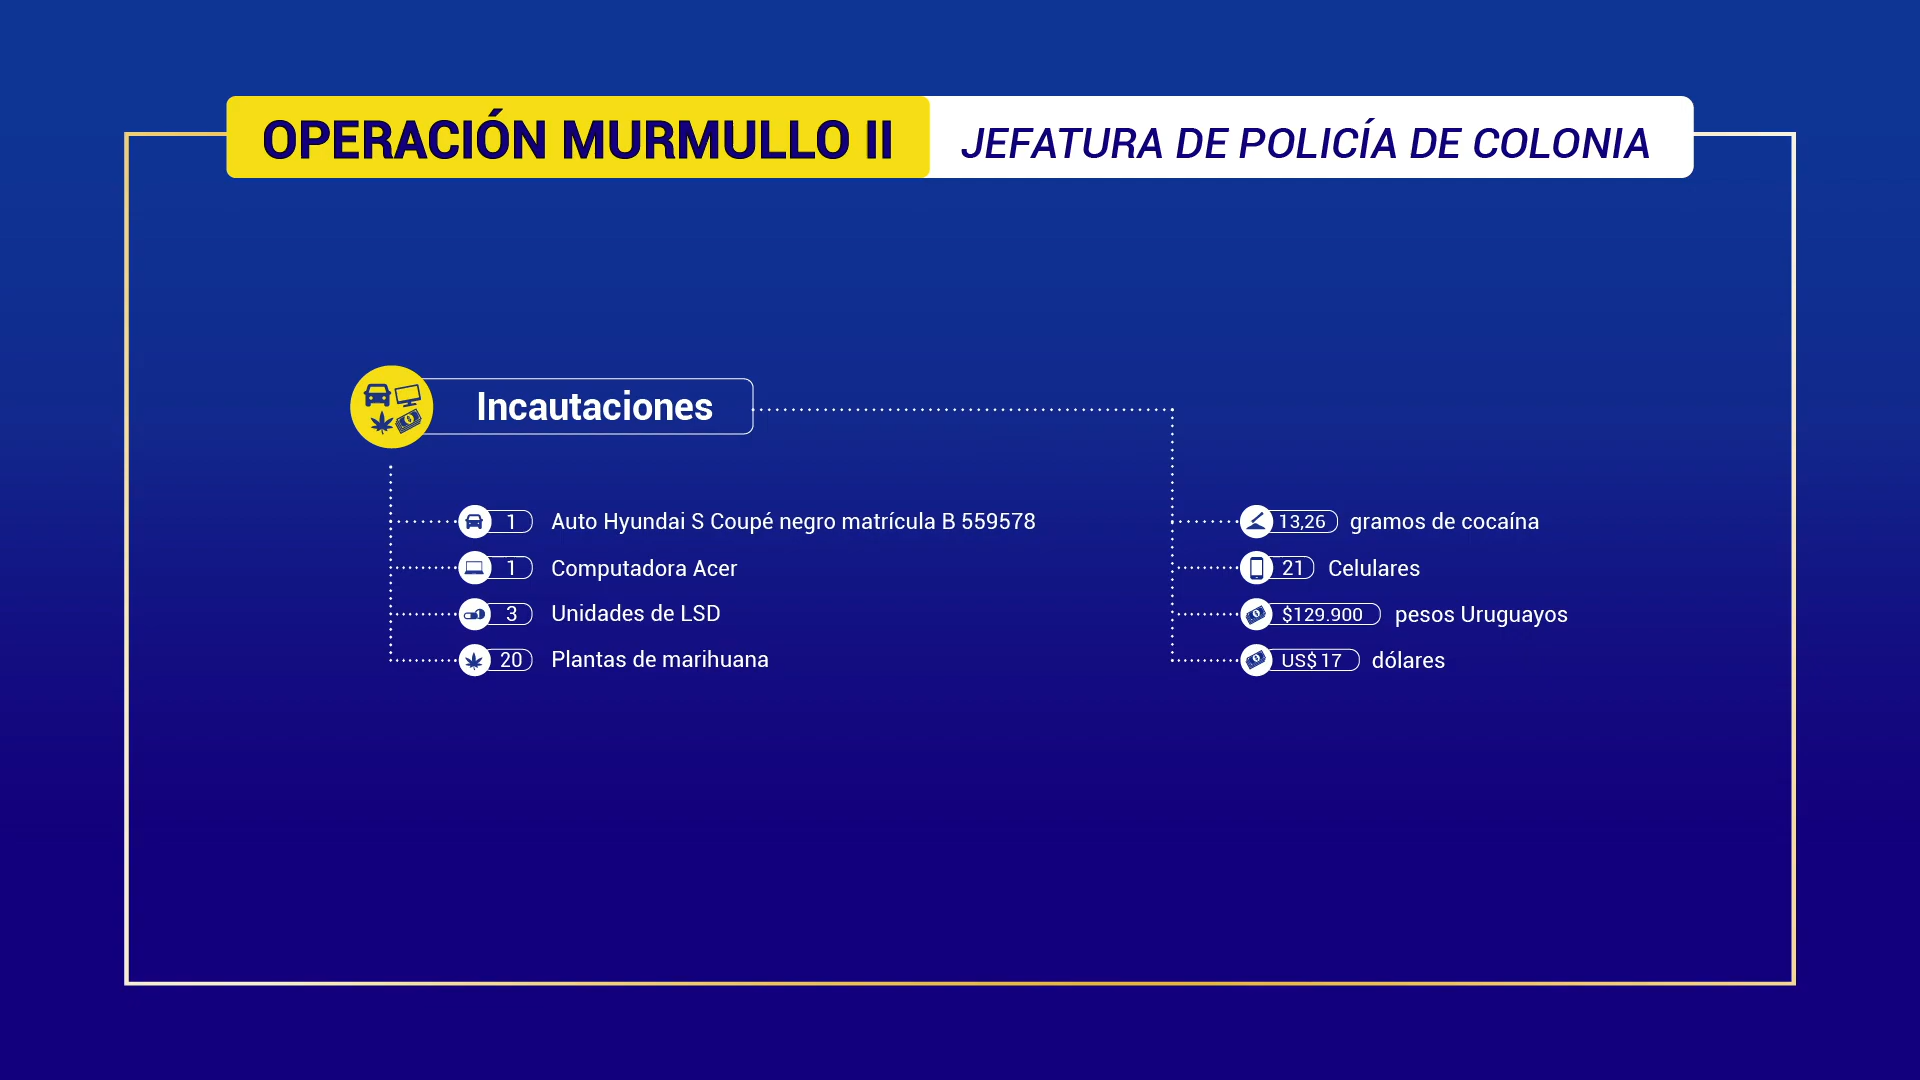 OPERACIÓN MURMULLO II JEFATURA DE POLICÍA DE COLONIA
Incautaciones
1 Auto Hyundai S Coupé negro matrícula B 559578
1 Computadora Acer
3 Unidades de LSD
20 Plantas de marihuana
13,26 gramos de cocaína
21 Celulares
$129.900 pesos Uruguayos
US$ 17 dólares